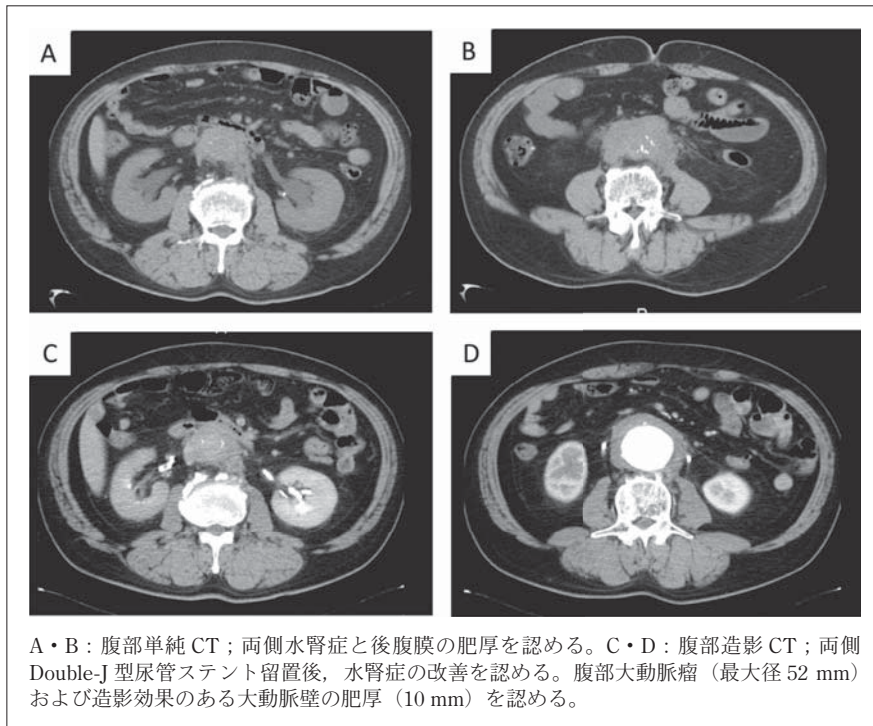 A
B
C
D
A・B：腹部単純 CT；両側水腎症と後腹膜の肥厚を認める。C・D：腹部造影 CT；両側
Double-J 型尿管ステント留置後，水腎症の改善を認める。腹部大動脈瘤（最大径 52 mm）
および造影効果のある大動脈壁の肥厚（10 mm）を認める。